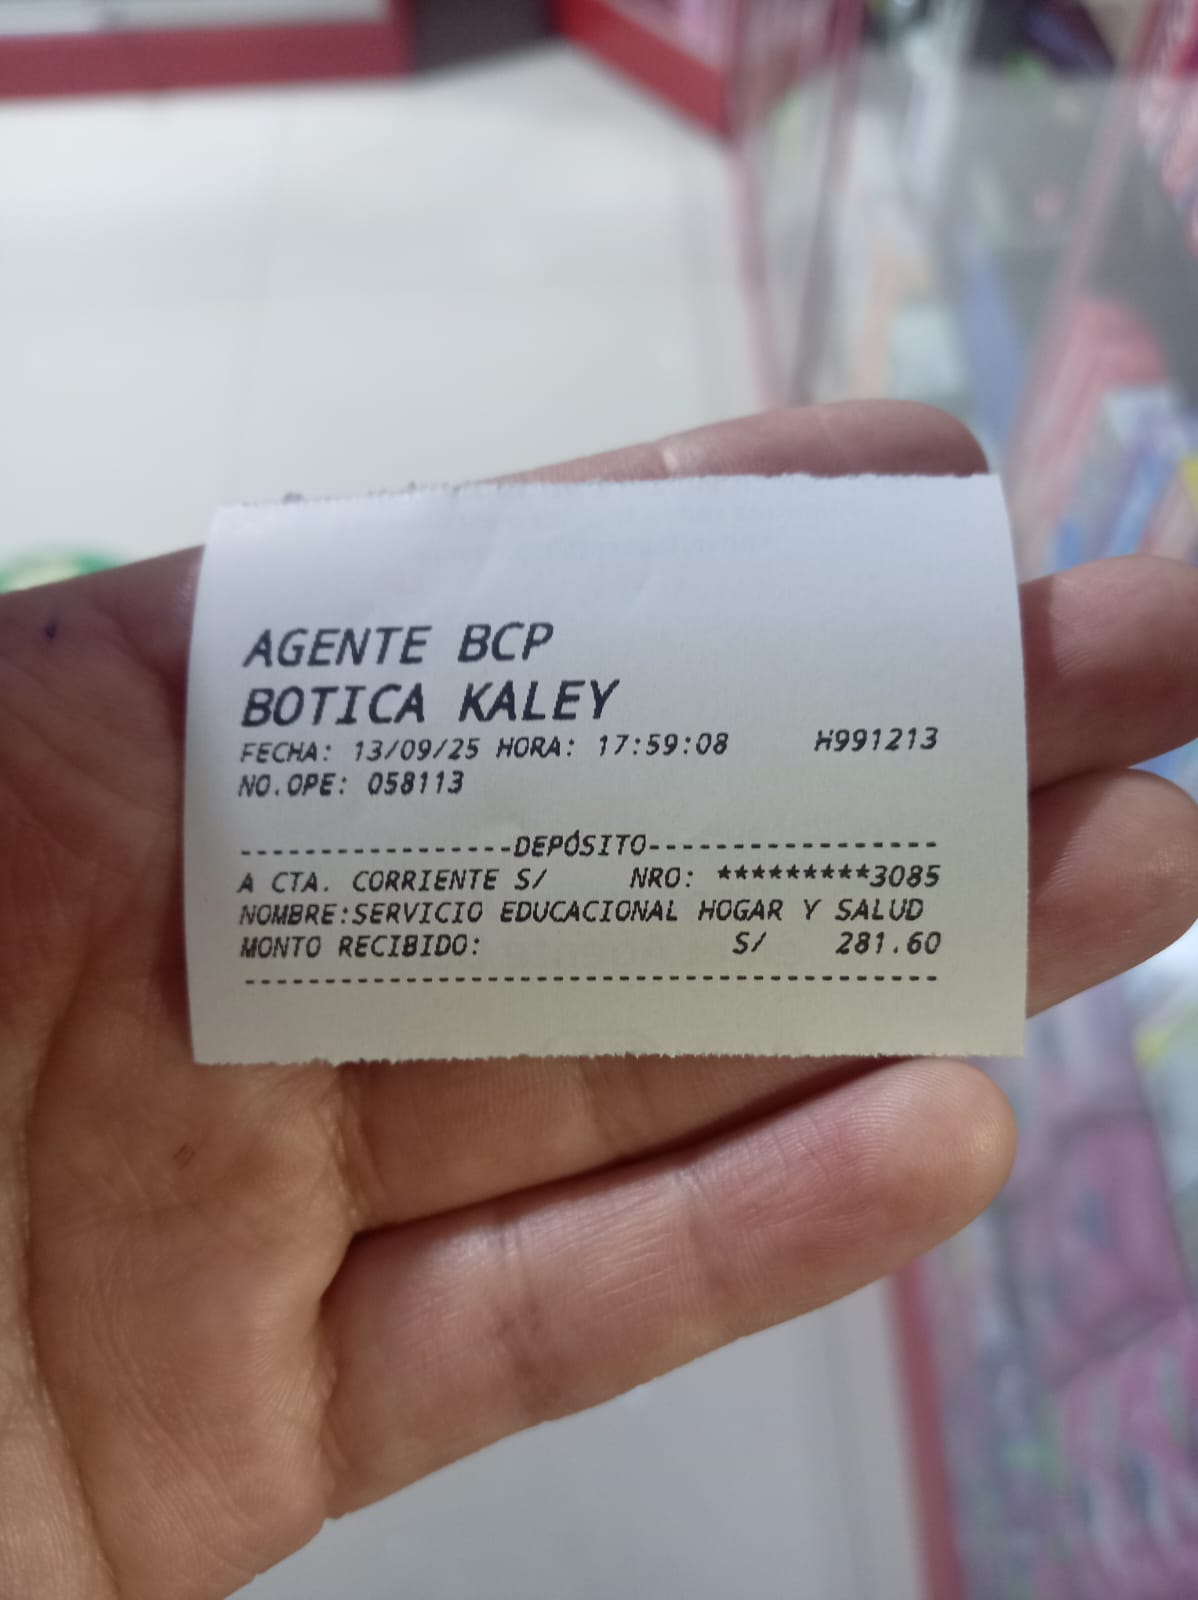 AGENTE BCP
BOTICA KALEY
FECHA: 13/09/25 HORA: 17:59:08 H991213
NO.OPE: 058113
-----------------DEPÓSITO------------------
A CTA. CORRIENTE S/ NRO: *********3085
NOMBRE:SERVICIO EDUCACIONAL HOGAR Y SALUD
MONTO RECIBIDO: S/ 281.60
--------------------------------------------